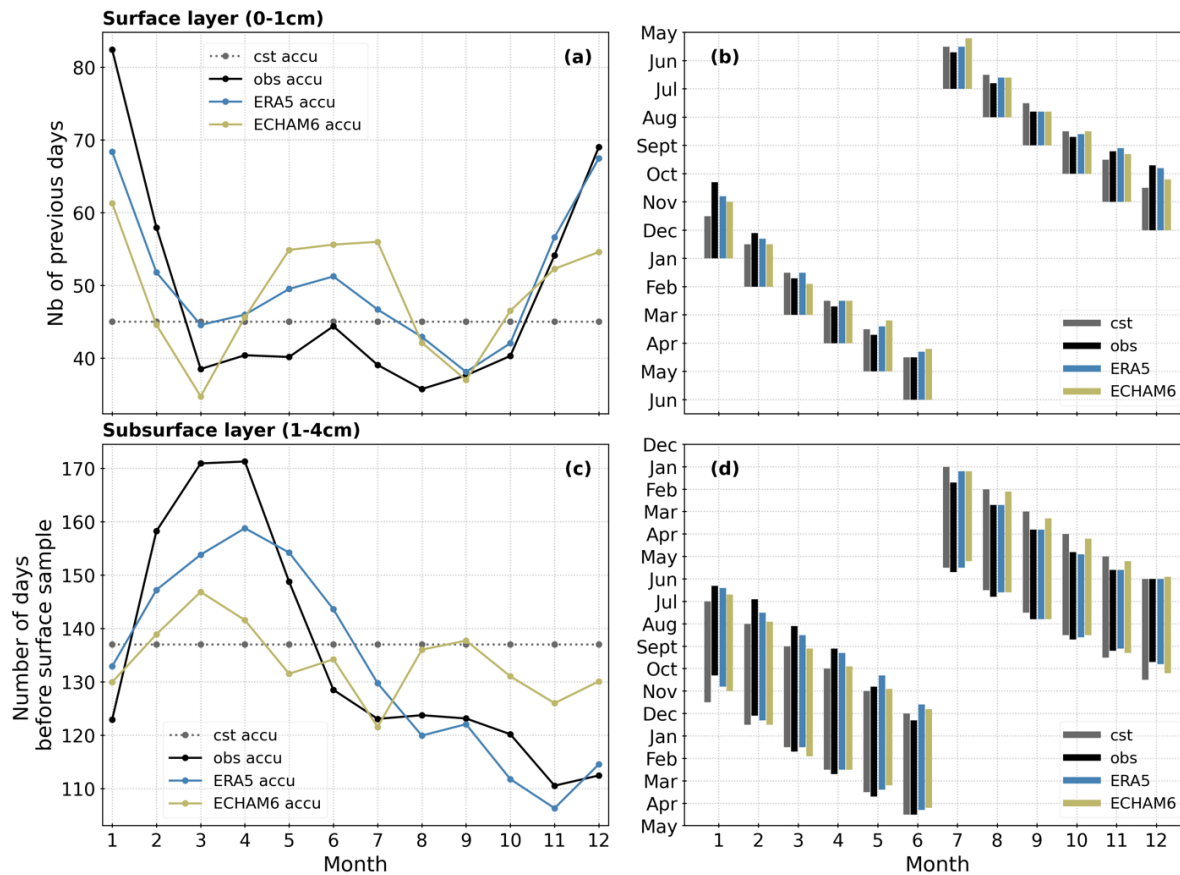 Surface layer (0-1cm)
(a)
cst accu
obs accu
ERA5 accu
ECHAM6 accu
Nb of previous days
80
70
60
50
40
(b)
May
Jun
Jul
Aug
Sept
Oct
Nov
Dec
Jan
Feb
Mar
Apr
May
Jun
cst
obs
ERA5
ECHAM6
Subsurface layer (1-4cm)
(c)
Number of days
before surface sample
170
160
150
140
130
120
110
cst accu
obs accu
ERA5 accu
ECHAM6 accu
1 2 3 4 5 6 7 8 9 10 11 12
Month
(d)
Dec
Jan
Feb
Mar
Apr
May
Jun
Jul
Aug
Sept
Oct
Nov
Dec
Jan
Feb
Mar
Apr
May
cst
obs
ERA5
ECHAM6
1 2 3 4 5 6 7 8 9 10 11 12
Month